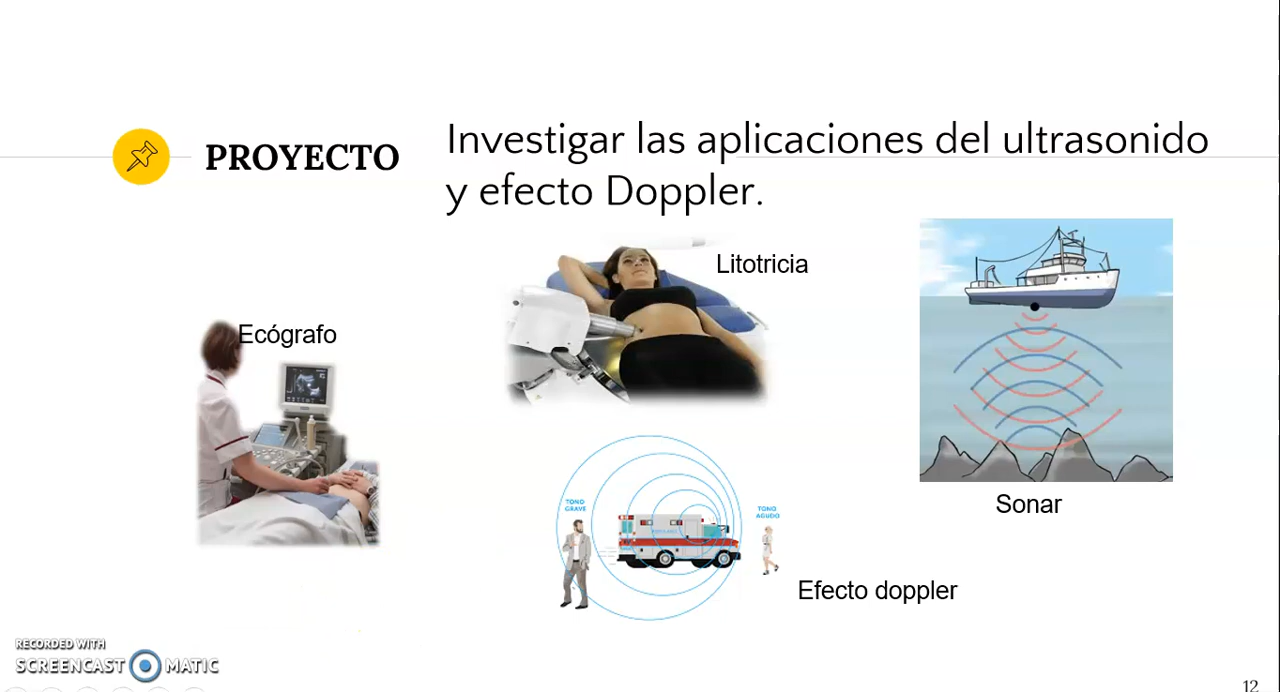 PROYECTO
Investigar las aplicaciones del ultrasonido
y efecto Doppler.
Litotricia
Ecógrafo
Sonar
TONO
GRAVE
TONO
AGUDO
Efecto doppler
RECORDED WITH
SCREENCAST MATIC
12